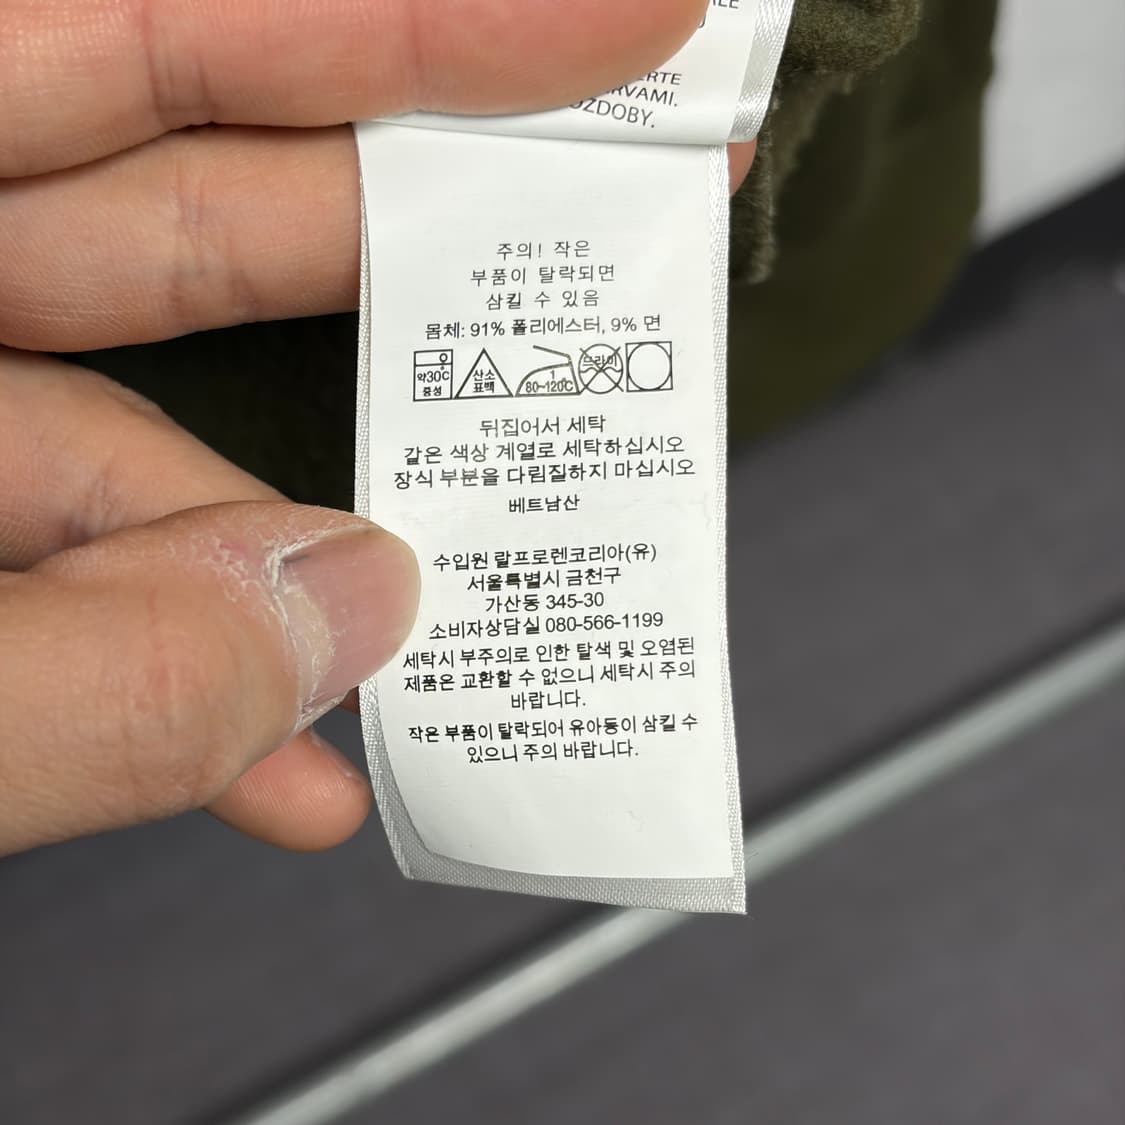 RVAMI.
OZDOBY.
주의! 작은
부품이 탈락되면
삼킬 수 있음
몸체: 91% 폴리에스터, 9% 면
약30℃
중성
산소
표백
1
80~120℃
드라이
뒤집어서 세탁
같은 색상 계열로 세탁하십시오
장식 부분을 다림질하지 마십시오
베트남산
수입원 랄프로렌코리아(유)
서울특별시 금천구
가산동 345-30
소비자상담실 080-566-1199
세탁시 부주의로 인한 탈색 및 오염된
제품은 교환할 수 없으니 세탁시 주의
바랍니다.
작은 부품이 탈락되어 유아동이 삼킬 수
있으니 주의 바랍니다.